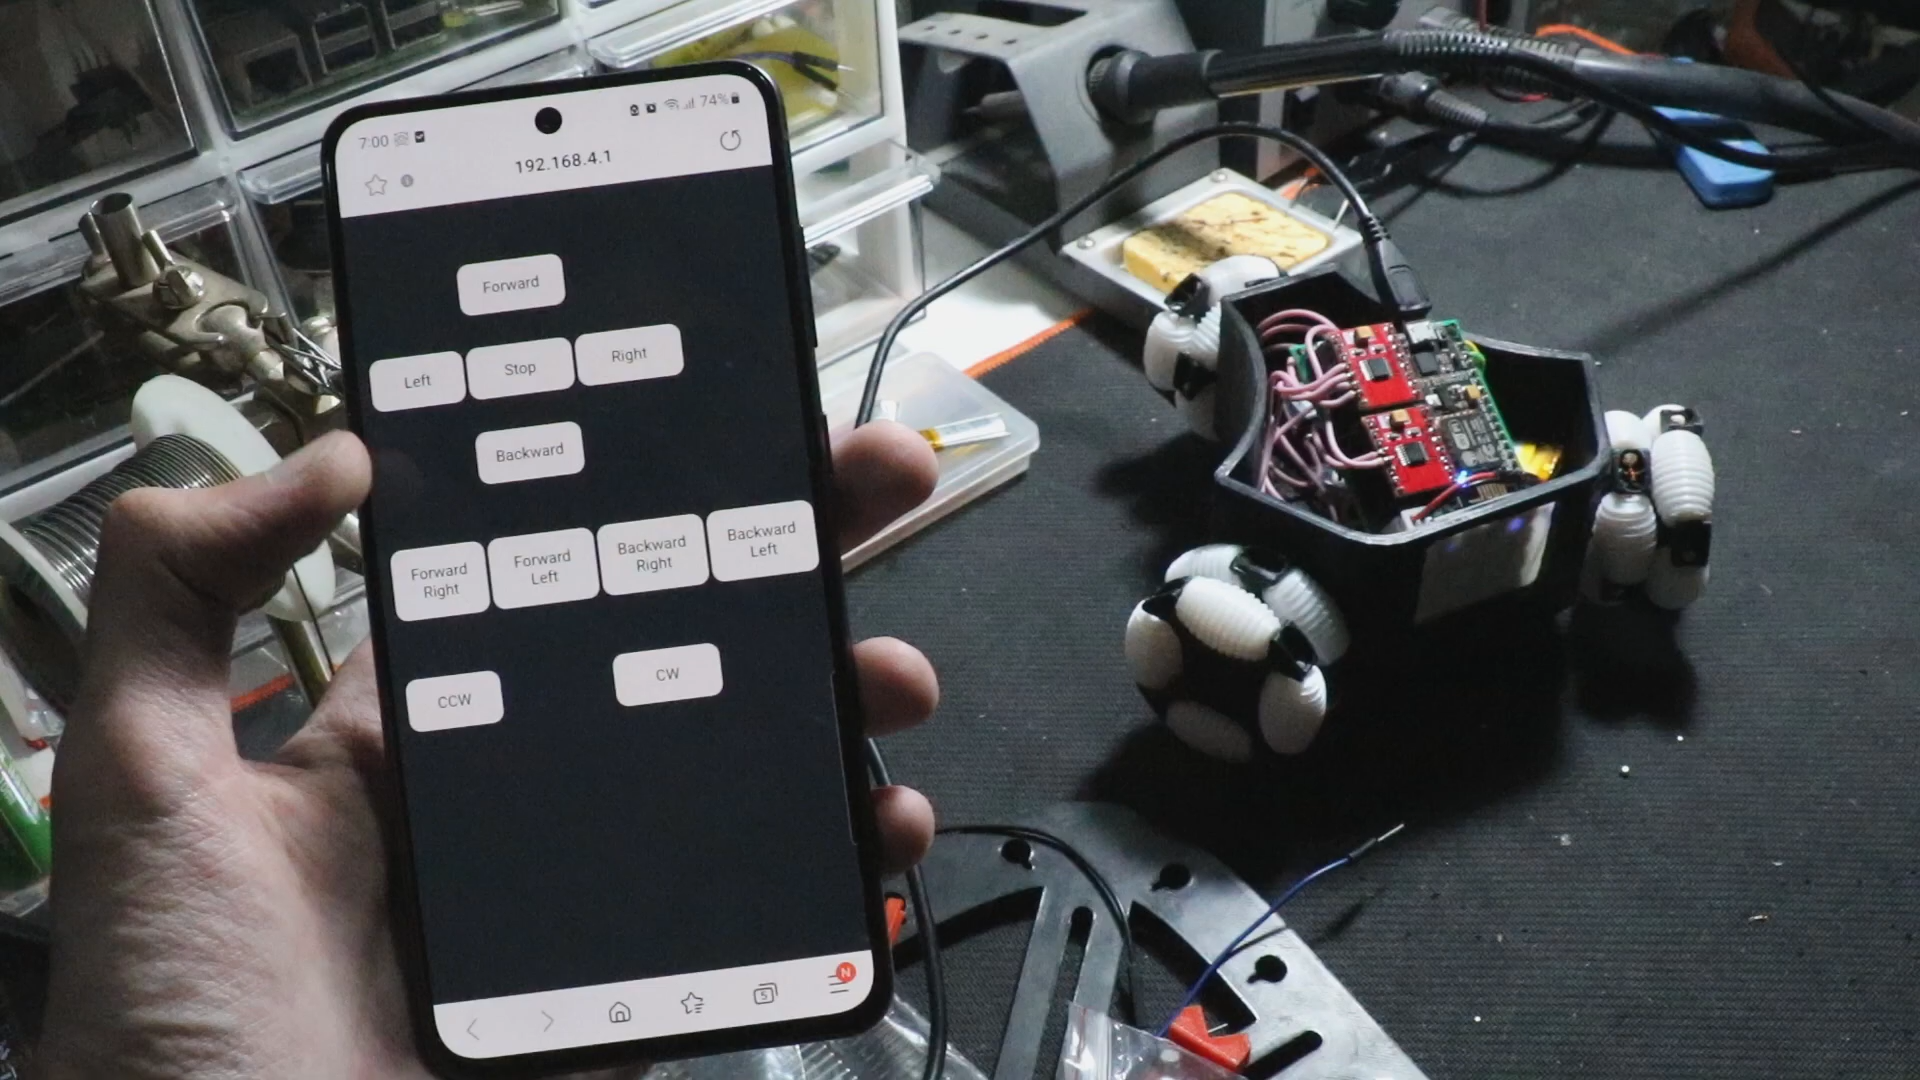 7:00
74%
192.168.4.1
Forward
Left
Stop
Right
Backward
Forward
Right
Forward
Left
Backward
Right
Backward
Left
CCW
CW
5
N